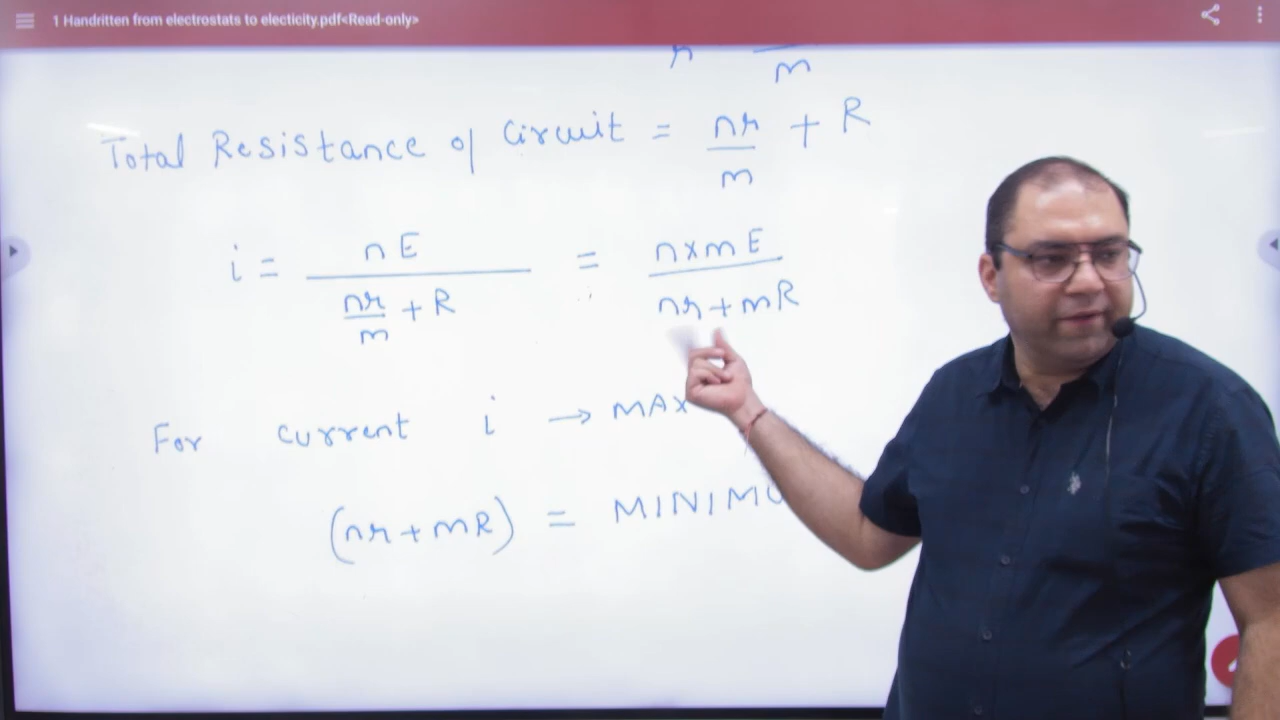 1 Handritten from electrostats to electicity.pdf<Read-only>
r m
Total Resistance of Circuit = nr/m + R
i = nE / (nr/m + R) = n×mE / nr+mR
For current i → MAX
(nr+mR) = MINIMU